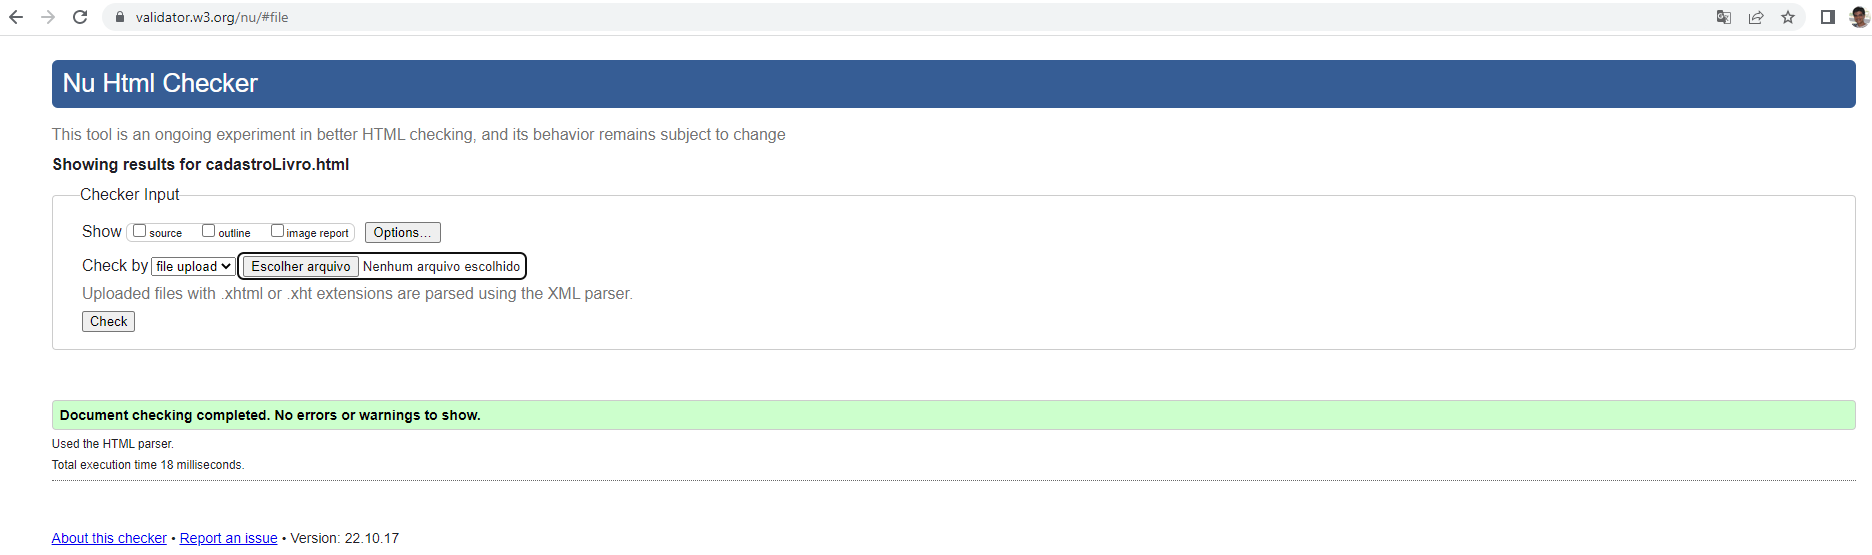 validator.w3.org/nu/#file
Nu Html Checker
This tool is an ongoing experiment in better HTML checking, and its behavior remains subject to change
Showing results for cadastroLivro.html
Checker Input
Show source outline image report Options...
Check by file upload Escolher arquivo Nenhum arquivo escolhido
Uploaded files with .xhtml or .xht extensions are parsed using the XML parser.
Check
Document checking completed. No errors or warnings to show.
Used the HTML parser.
Total execution time 18 milliseconds.
About this checker • Report an issue • Version: 22.10.17